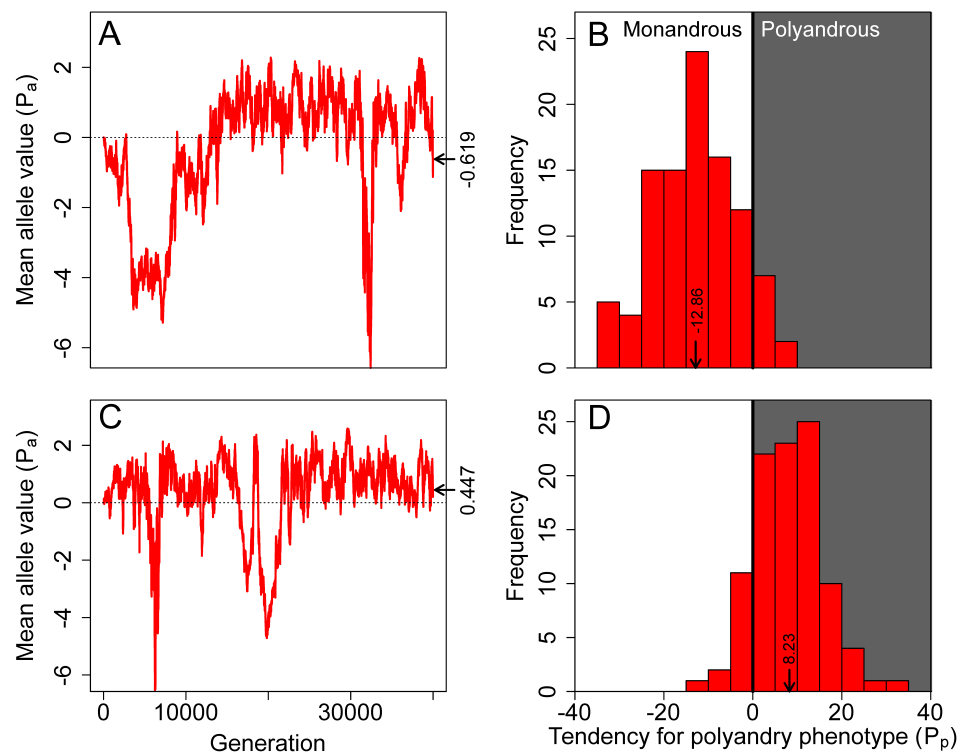 A
Mean allele value (Pa)
2
0
-2
-4
-6
-0.619
B
Monandrous
Polyandrous
Frequency
25
20
15
10
5
0
-12.86
C
Mean allele value (Pa)
2
0
-2
-4
-6
0.447
0
10000
30000
Generation
D
Frequency
25
20
15
10
5
0
8.23
-40
-20
0
20
40
Tendency for polyandry phenotype (Pp)